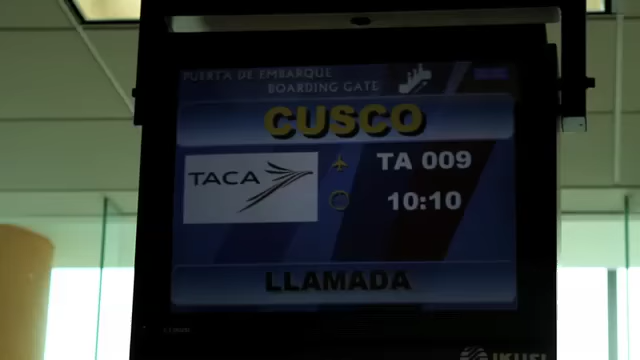 PUERTA DE EMBARQUE
BOARDING GATE
CUSCO
TACA
TA 009
10:10
LLAMADA